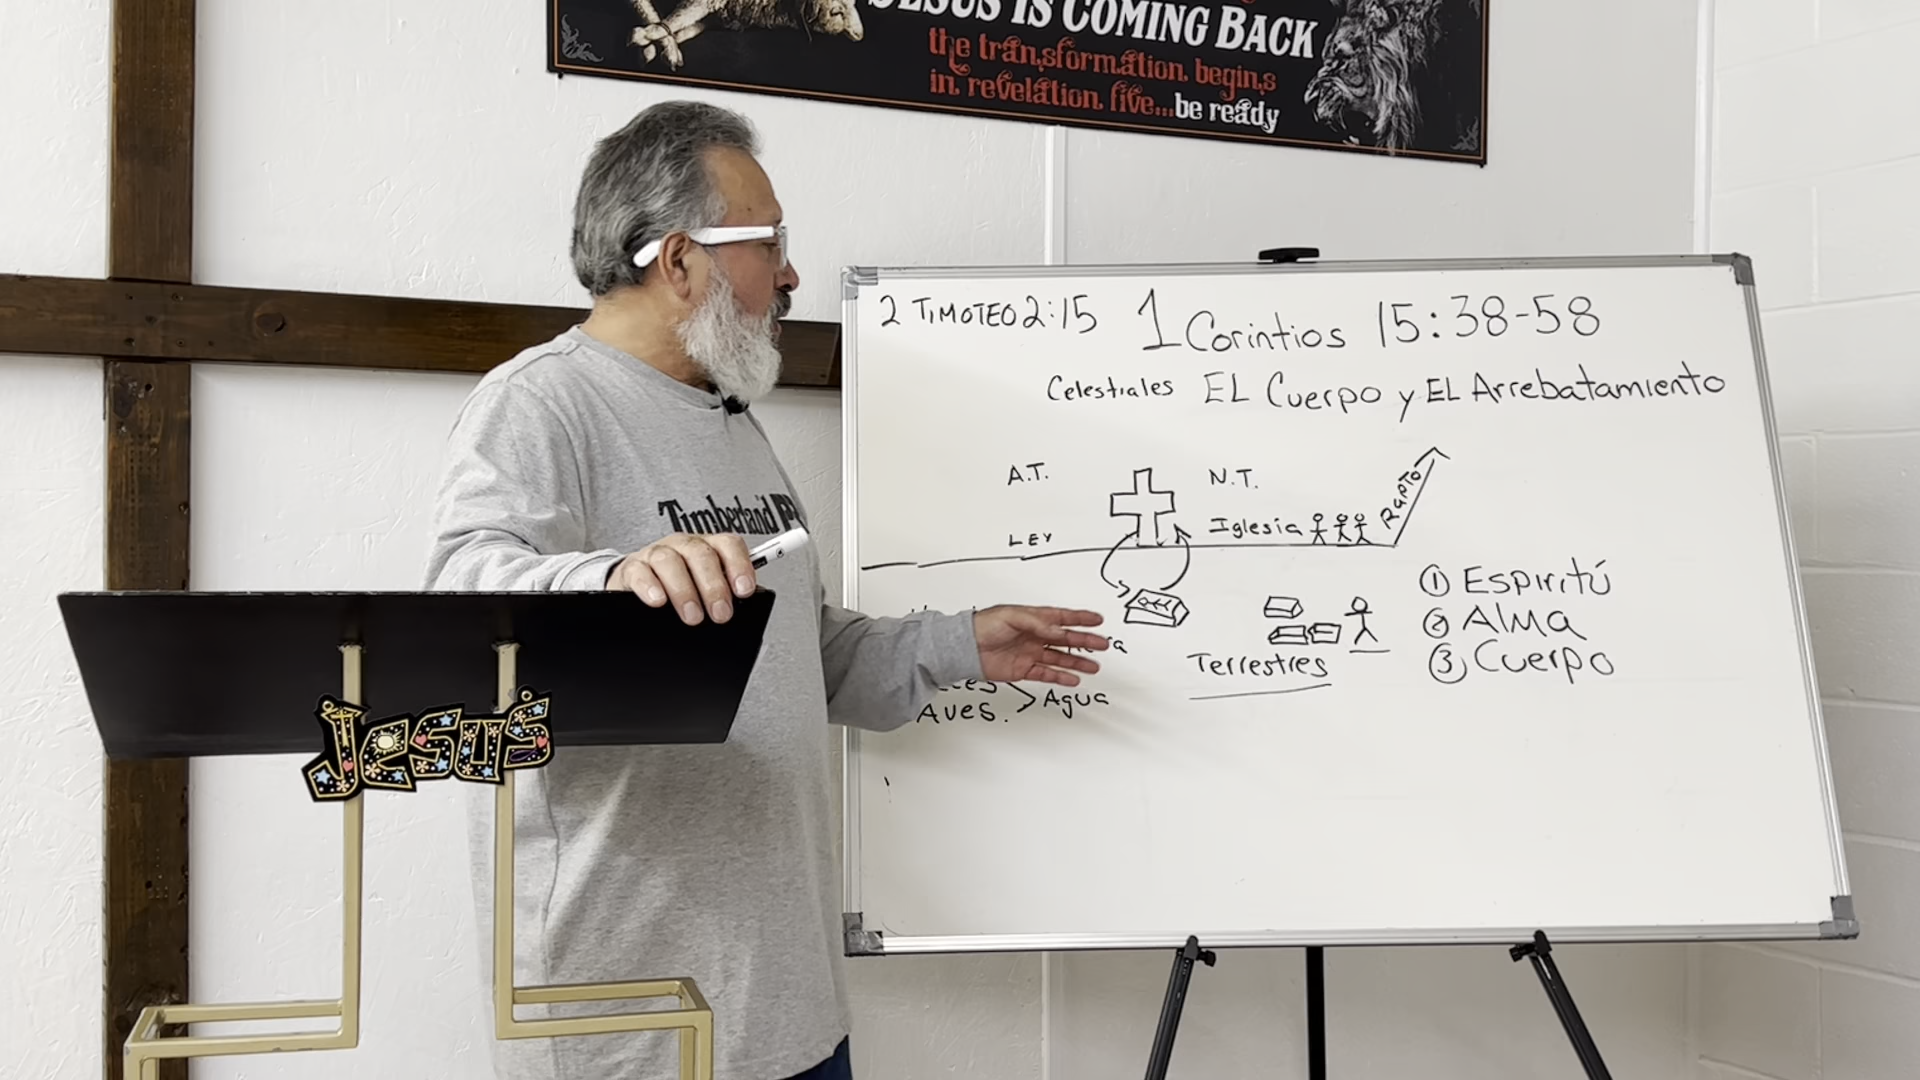 JESUS IS COMING BACK
the transformation begins
in revelation five...be ready
2 TIMOTEO 2:15
1 Corintios 15:38-58
Celestiales EL Cuerpo y EL Arrebatamiento
A.T. N.T.
LEY Iglesia RAPTO
① ESPIRITÚ
② ALMA
③ Cuerpo
Terrestres
Aves. > Agua
Timberland
Jesus